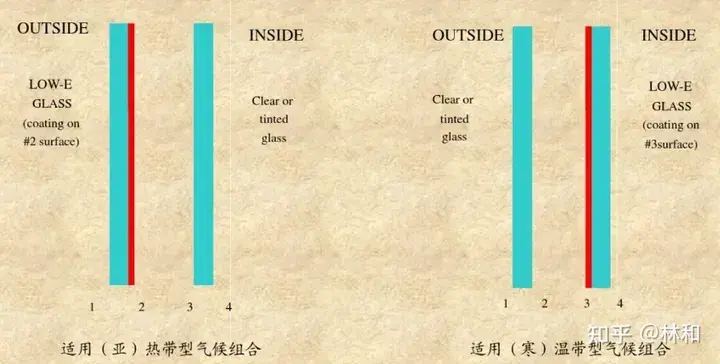 OUTSIDE
INSIDE
LOW-E
GLASS
(coating on
#2 surface)
Clear or
tinted
glass
1 2 3 4
适用（亚）热带型气候组合
OUTSIDE
INSIDE
Clear or
tinted
glass
LOW-E
GLASS
(coating on
#3surface)
1 2 3 4
适用（寒）温带型气候组合
知乎 @林和